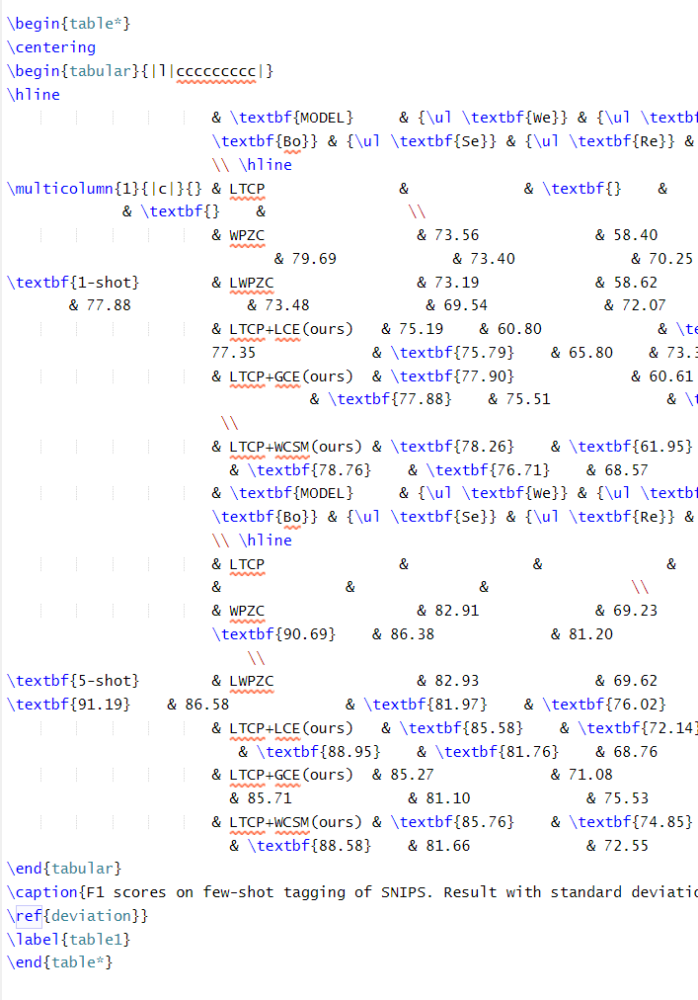 \begin{table*}
\centering
\begin{tabular}{|l|ccccccccc|}
\hline
& \textbf{MODEL} & {\ul \textbf{We}} & {\ul \textbf
\textbf{Bo}} & {\ul \textbf{Se}} & {\ul \textbf{Re}} &
\\ \hline
\multicolumn{1}{|c|}{} & LTCP & & \textbf{} &
& \textbf{} & \\
& WPZC & 73.56 & 58.40
& 79.69 & 73.40 & 70.25
\textbf{1-shot} & LWPZC & 73.19 & 58.62
& 77.88 & 73.48 & 69.54 & 72.07
& LTCP+LCE(ours) & 75.19 & 60.80 & \te
77.35 & \textbf{75.79} & 65.80 & 73.3
& LTCP+GCE(ours) & \textbf{77.90} & 60.61
& \textbf{77.88} & 75.51 & \t
\\
& LTCP+WCSM(ours) & \textbf{78.26} & \textbf{61.95}
& \textbf{78.76} & \textbf{76.71} & 68.57
& \textbf{MODEL} & {\ul \textbf{We}} & {\ul \textbf
\textbf{Bo}} & {\ul \textbf{Se}} & {\ul \textbf{Re}} &
\\ \hline
& LTCP & & &
& & & \\
& WPZC & 82.91 & 69.23
\textbf{90.69} & 86.38 & 81.20
\\
\textbf{5-shot} & LWPZC & 82.93 & 69.62
\textbf{91.19} & 86.58 & \textbf{81.97} & \textbf{76.02}
& LTCP+LCE(ours) & \textbf{85.58} & \textbf{72.14}
& \textbf{88.95} & \textbf{81.76} & 68.76
& LTCP+GCE(ours) & 85.27 & 71.08
& 85.71 & 81.10 & 75.53
& LTCP+WCSM(ours) & \textbf{85.76} & \textbf{74.85}
& \textbf{88.58} & 81.66 & 72.55
\end{tabular}
\caption{F1 scores on few-shot tagging of SNIPS. Result with standard deviatio
\ref{deviation}}
\label{table1}
\end{table*}